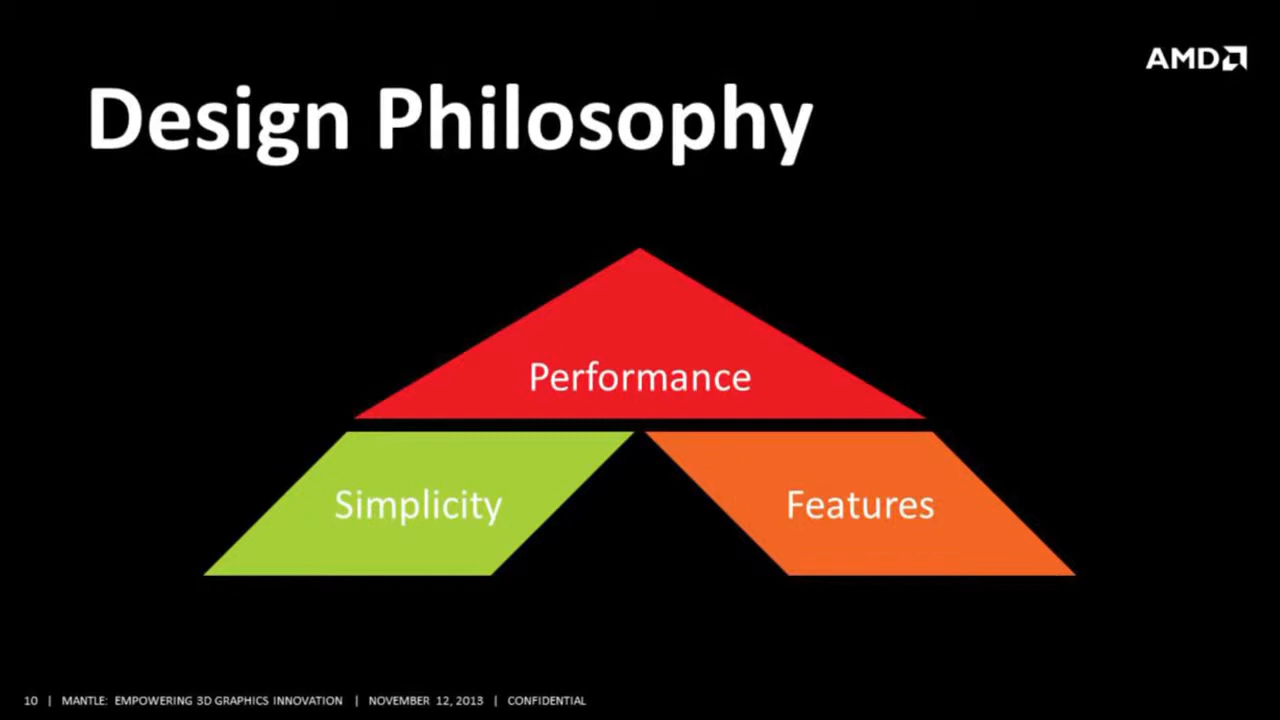 AMD
Design Philosophy
Performance
Simplicity
Features
10 | MANTLE: EMPOWERING 3D GRAPHICS INNOVATION | NOVEMBER 12, 2013 | CONFIDENTIAL